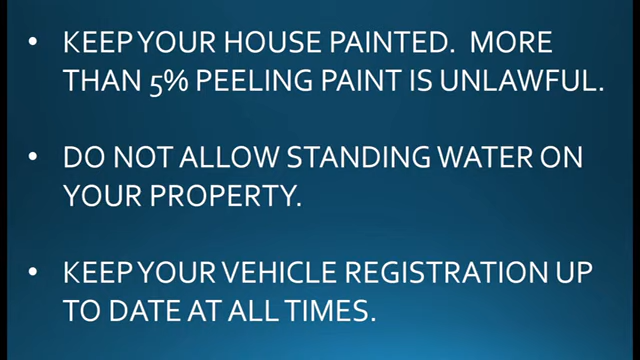 • KEEP YOUR HOUSE PAINTED.  MORE
THAN 5% PEELING PAINT IS UNLAWFUL.
• DO NOT ALLOW STANDING WATER ON
YOUR PROPERTY.
• KEEP YOUR VEHICLE REGISTRATION UP
TO DATE AT ALL TIMES.